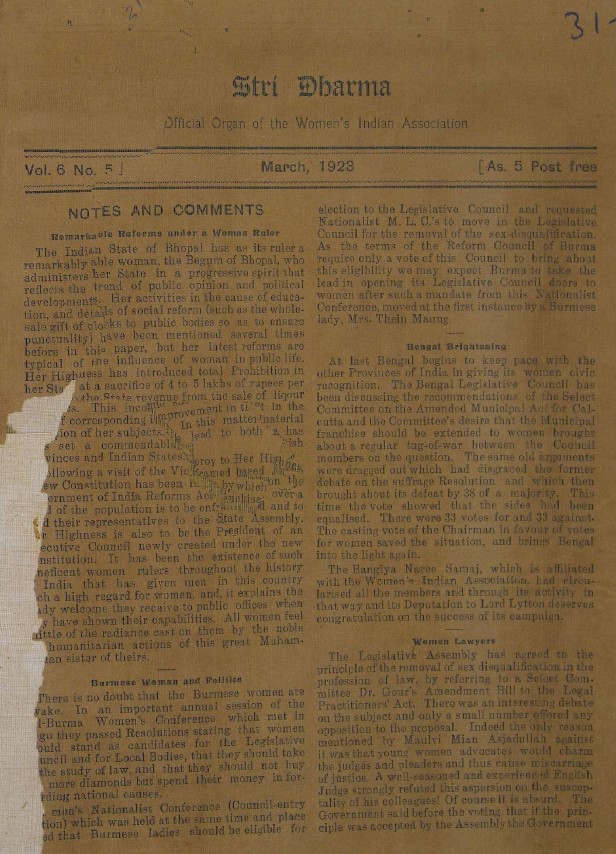 31
Stri Dharma
Official Organ of the Women's Indian Association
Vol. 6 No. 5 ]
March, 1923
[ As. 5 Post free
NOTES AND COMMENTS
Remarkable Reforms under a Woman Ruler
The Indian State of Bhopal has as its ruler a
remarkably able woman, the Begum of Bhopal, who
administers her State in a progressive spirit that
reflects the trend of public opinion and political
developments. Her activities in the cause of educa-
tion, and details of social reform (such as the whole-
sale gift of clocks to public bodies so as to ensure
punctuality) have been mentioned several times
before in this paper, but her latest reforms are
typical of the influence of woman in public life.
Her Highness has introduced total Prohibition in
her State at a sacrifice of 4 to 5 lakhs of rupees per
the State revenue from the sale of liquor
s. This income
f corresponding improvement in the in the
ion of her subjects. In this matter material
set a commendable lead to both has
vinces and Indian States. ish
ollowing a visit of the Viceroy to Her High
ew Constitution has been framed based on the
ernment of India Reforms Act by which over a
d of the population is to be enfranchise and to
d their representatives to the State Assembly.
r Highness is also to be the President of an
ecutive Council newly created under the new
nstitution. It has been the existence of such
neficent women rulers throughout the history
India that has given men in this country
ch a high regard for women, and, it explains the
ady welcome they receive to public offices when
y have shown their capabilities. All women feel
ittle of the radiance cast on them by the noble
humanitarian actions of this great Muham-
an sister of theirs.
Burmese Woman and Politics
There is no doubt that the Burmese women are
wake. In an important annual session of the
l-Burma Women's Conference which met in
go they passed Resolutions stating that women
ould stand as candidates for the Legislative
uncil and for Local Bodies, that they should take
the study of law, and that they should not buy
more diamonds but spend their money in for-
rding national causes.
men's Nationalist Conference (Council-entry
tion) which was held at the same time and place
ed that Burmese ladies should be eligible for
election to the Legislative Council and requested
Nationalist M. L. C.'s to move in the Legislative
Council for the removal of the sex-disqualification.
As the terms of the Reform Council of Burma
require only a vote of this Council to bring about
this eligibility we may expect Burma to take the
lead in opening its Legislative Council doors to
women after such a mandate from this Nationalist
Conference, moved at the first instance by a Burmese
lady, Mrs. Thein Maung.
Bengal Brightening
At last Bengal begins to keep pace with the
other Provinces of India in giving its women civic
recognition. The Bengal Legislative Council has
been discussing the recommendations of the Select
Committee on the Amended Municipal Act for Cal-
cutta and the Committee's desire that the Municipal
franchise should be extended to women brought
about a regular tug-of-war between the Council
members on the question. The same old arguments
were dragged out which had disgraced the former
debate on the suffrage Resolution and which then
brought about its defeat by 38 of a majority. This
time the vote showed that the sides had been
equalised. There were 33 votes for and 33 against.
The casting vote of the Chairman in favour of votes
for women saved the situation, and brings Bengal
into the light again.
The Bangiya Naree Samaj, which is affiliated
with the Women's Indian Association, had circu-
larised all the members and through its activity in
that way and its Deputation to Lord Lytton deserves
congratulation on the success of its campaign.
Women Lawyers
The Legislative Assembly has agreed to the
principle of the removal of sex disqualification in the
profession of law, by referring to a Select Com-
mittee Dr. Gour's Amendment Bill to the Legal
Practitioners' Act. There was an interesting debate
on the subject and only a small number offered any
opposition to the proposal. Indeed the only reason
mentioned by Maulvi Mian Asjadullah against
it was that young women advocates would charm
the judges and pleaders and thus cause miscarriage
of justice. A well-seasoned and experienced English
Judge strongly refuted this aspersion on the suscep-
tality of his colleagues! Of course it is absurd. The
Government said before the voting that if the prin-
ciple was accepted by the Assembly the Government